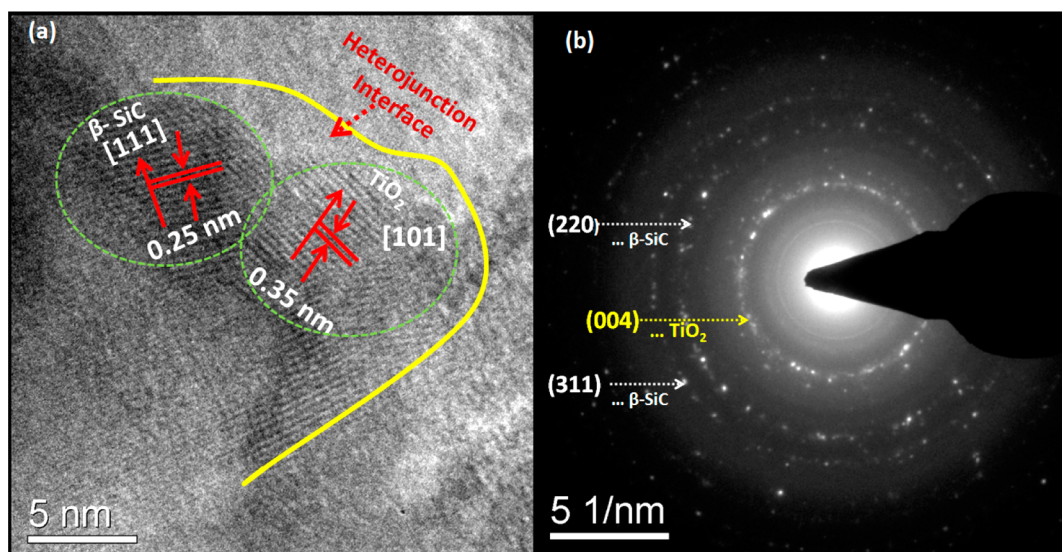 (a)
Heterojunction
Interface
β- SiC
[111]
0.25 nm
TiO₂
[101]
0.35 nm
5 nm
(b)
(220)
... β-SiC
(004)
... TiO₂
(311)
... β-SiC
5 1/nm